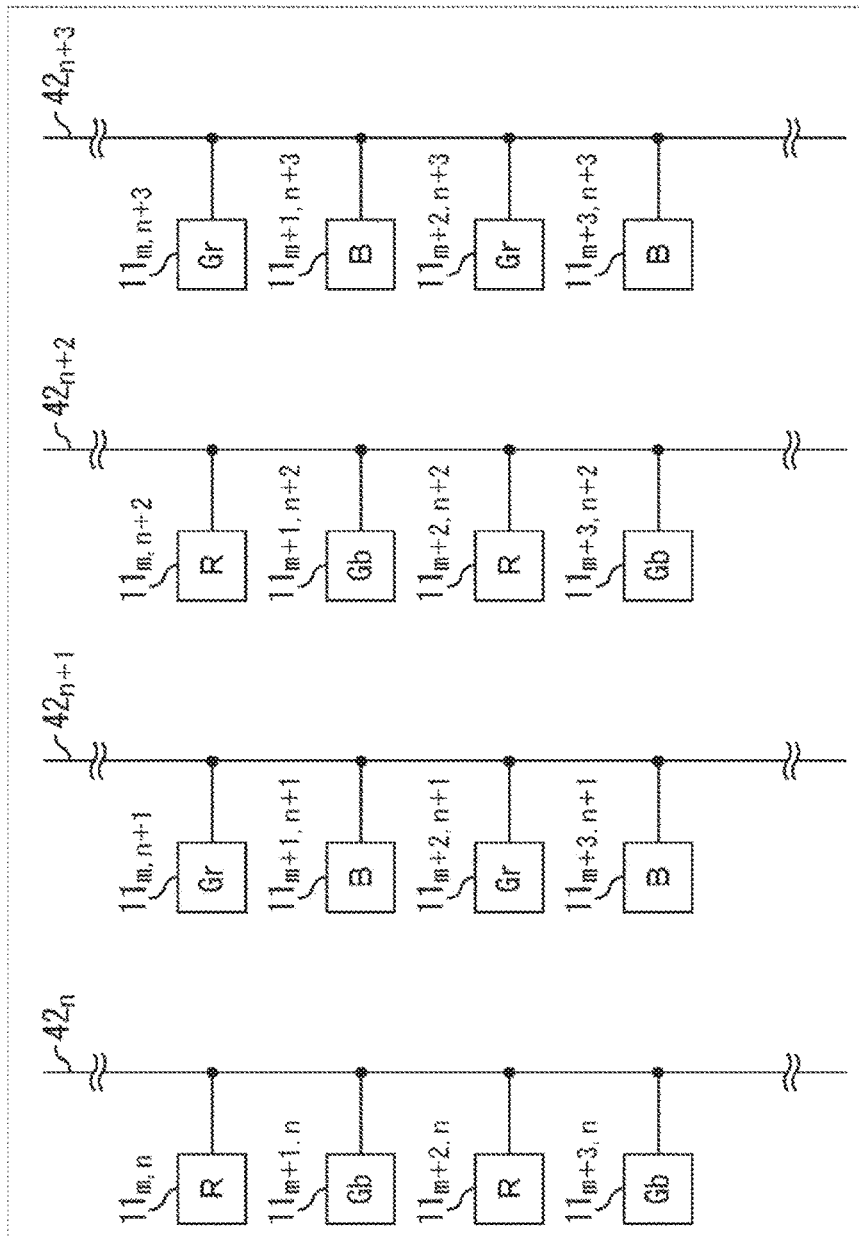 42n 42n+1 42n+2 42n+3
11m, n 11m, n+1 11m, n+2 11m, n+3
R Gr R Gr
11m+1, n 11m+1, n+1 11m+1, n+2 11m+1, n+3
Gb B Gb B
11m+2, n 11m+2, n+1 11m+2, n+2 11m+2, n+3
R Gr R Gr
11m+3, n 11m+3, n+1 11m+3, n+2 11m+3, n+3
Gb B Gb B